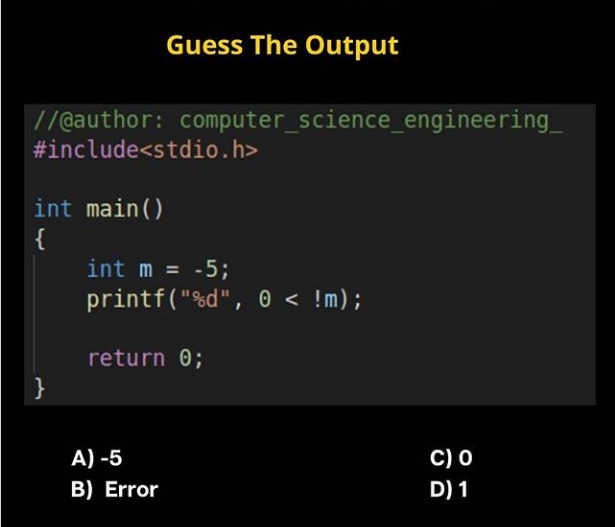 Guess The Output
//@author: computer_science_engineering_
#include<stdio.h>
int main()
{
int m = -5;
printf("%d", 0 < !m);
return 0;
}
A) -5
B) Error
C) 0
D) 1